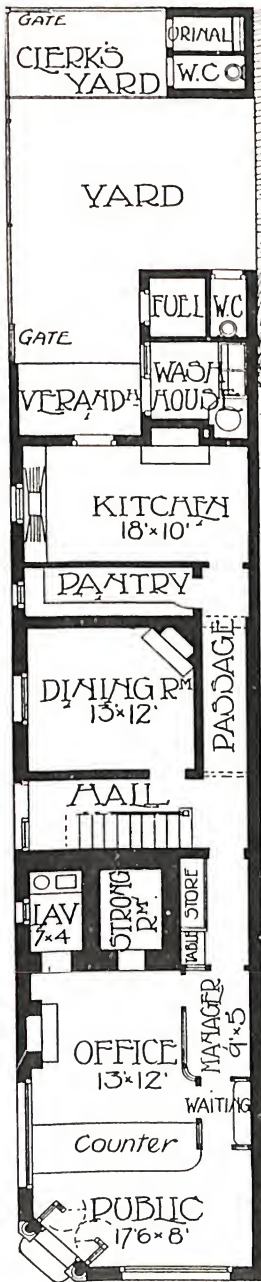 GATE
CLERK'S
YARD
URINAL
W.C
YARD
FUEL
W.C
GATE
VERANDH
WASH
HOUSE
KITCHEN
18'×10'
PANTRY
PASSAGE
DINING RM
13'×12'
HALL
LAV
7×4
STRONG
RM
STORE
TABLE
MANAGER
9'×5
OFFICE
13'×12'
WAITING
Counter
PUBLIC
17'6×8'